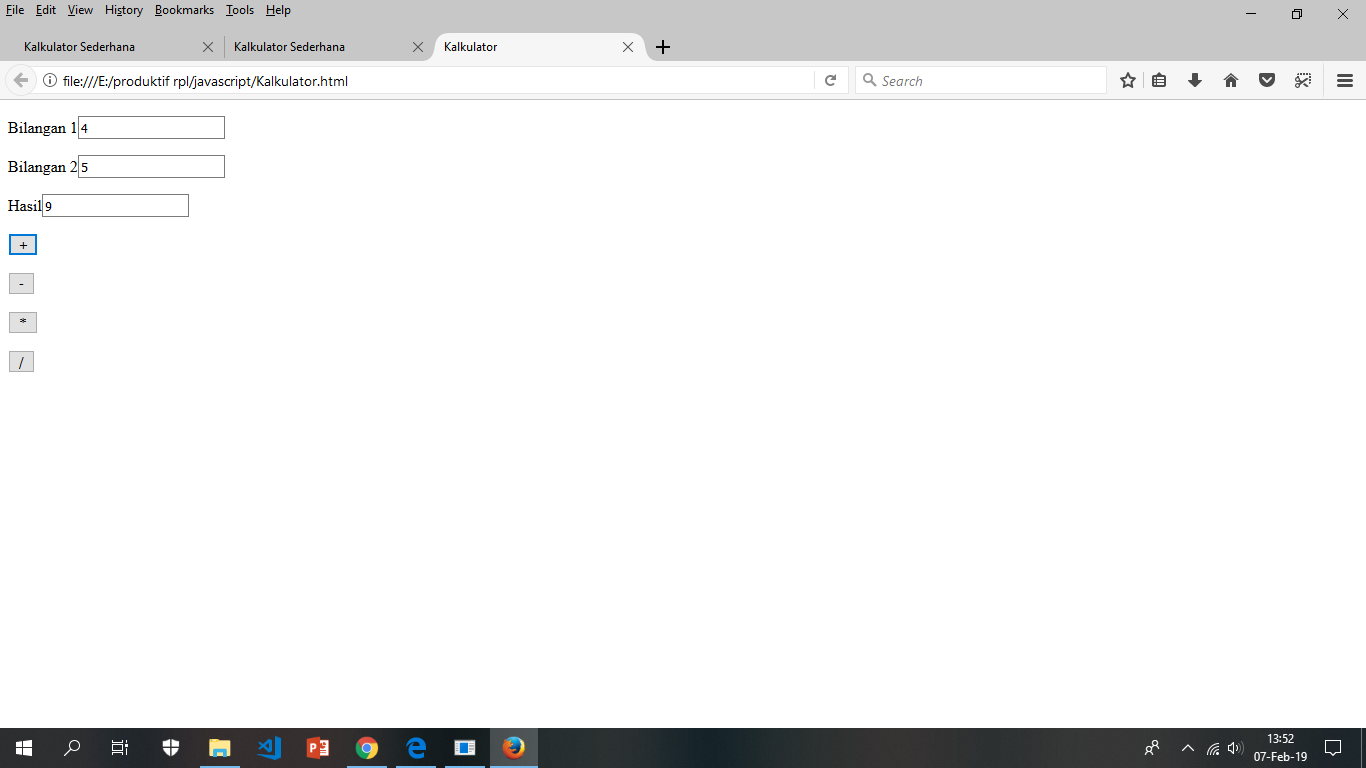 File Edit View History Bookmarks Tools Help
Kalkulator Sederhana Kalkulator Sederhana Kalkulator
file:///E:/produktif rpl/javascript/Kalkulator.html Search
Bilangan 1 4
Bilangan 2 5
Hasil 9
+
-
*
/
13:52
07-Feb-19